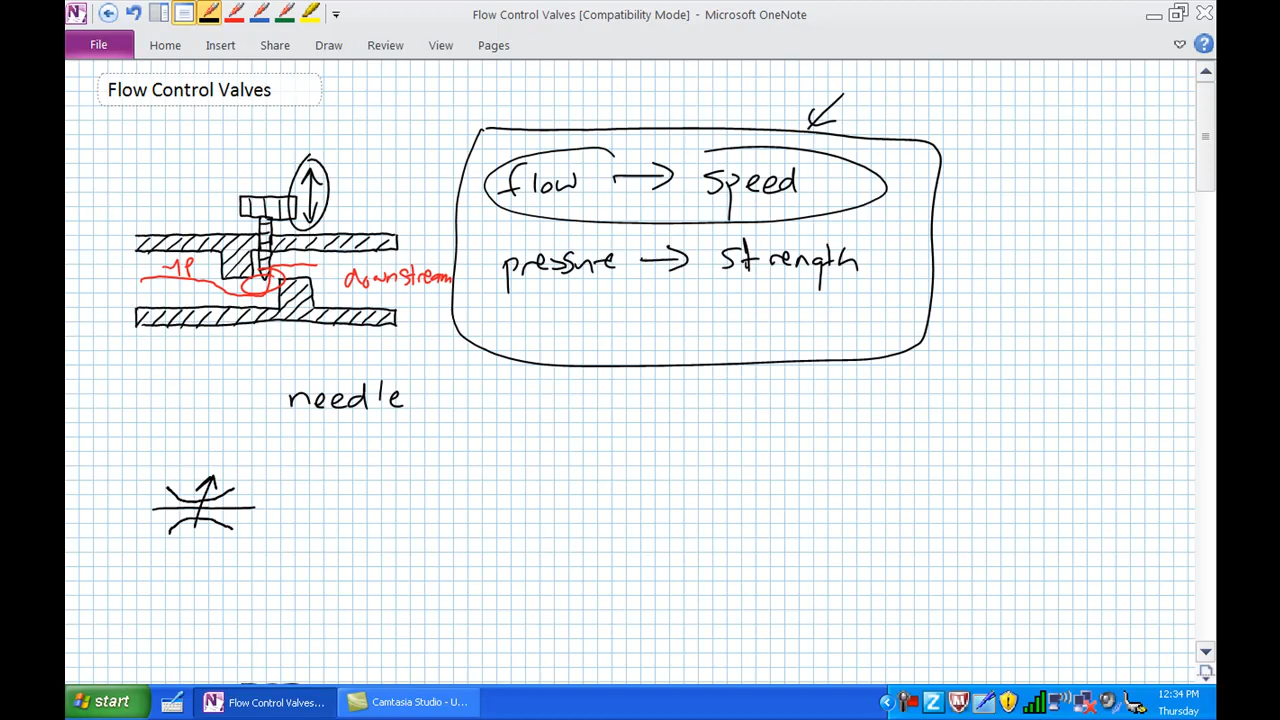 Flow Control Valves [Compatibility Mode] - Microsoft OneNote
File Home Insert Share Draw Review View Pages
Flow Control Valves
flow → speed
pressure → strength
up downstream
needle
start Flow Control Valves... Camtasia Studio - U... 12:34 PM
Thursday